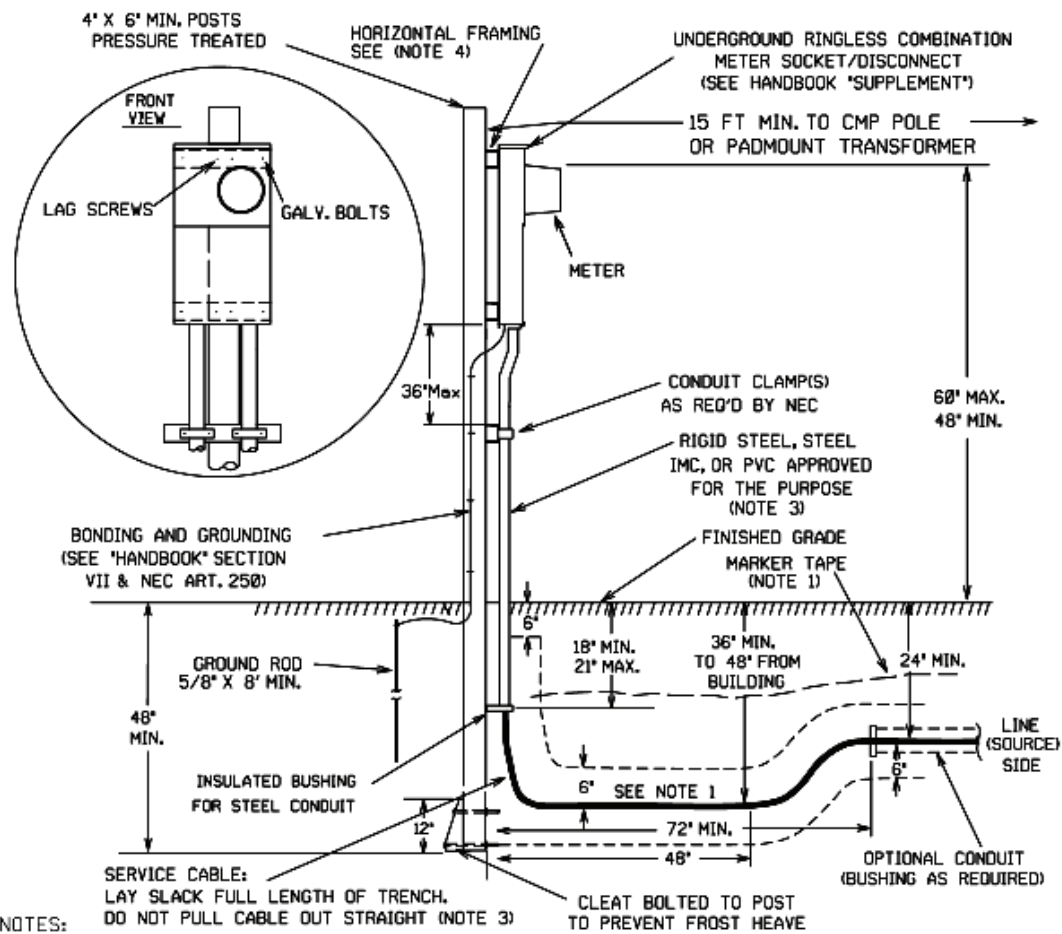 4" X 6" MIN. POSTS
PRESSURE TREATED
HORIZONTAL FRAMING
SEE (NOTE 4)
UNDERGROUND RINGLESS COMBINATION
METER SOCKET/DISCONNECT
(SEE HANDBOOK "SUPPLEMENT")
FRONT
VIEW
15 FT MIN. TO CMP POLE
OR PADMOUNT TRANSFORMER
LAG SCREWS
GALV. BOLTS
METER
36" Max
CONDUIT CLAMP(S)
AS REQ'D BY NEC
60" MAX.
48" MIN.
RIGID STEEL, STEEL
IMC, OR PVC APPROVED
FOR THE PURPOSE
(NOTE 3)
BONDING AND GROUNDING
(SEE "HANDBOOK" SECTION
VII & NEC ART. 250)
FINISHED GRADE
MARKER TAPE
(NOTE 1)
6"
18" MIN.
21" MAX.
36" MIN.
TO 48" FROM
BUILDING
24" MIN.
GROUND ROD
5/8" X 8' MIN.
48"
MIN.
LINE
(SOURCE)
SIDE
INSULATED BUSHING
FOR STEEL CONDUIT
6"
SEE NOTE 1
6"
12"
72" MIN.
48"
OPTIONAL CONDUIT
(BUSHING AS REQUIRED)
SERVICE CABLE:
LAY SLACK FULL LENGTH OF TRENCH.
DO NOT PULL CABLE OUT STRAIGHT (NOTE 3)
CLEAT BOLTED TO POST
TO PREVENT FROST HEAVE
NOTES: